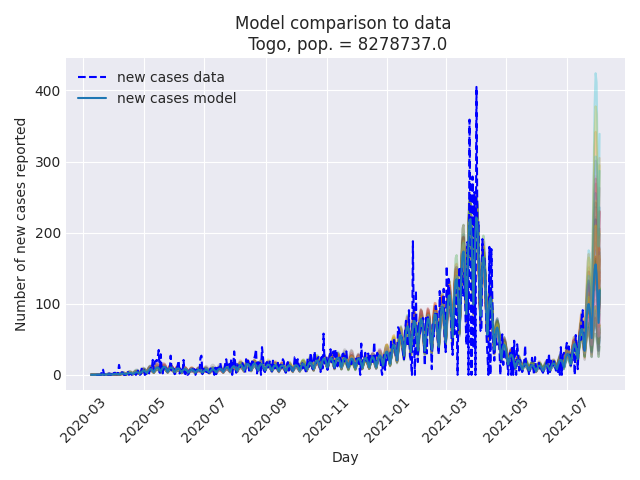 Model comparison to data
Togo, pop. = 8278737.0
new cases data
new cases model
Number of new cases reported
400
300
200
100
0
2020-03
2020-05
2020-07
2020-09
2020-11
2021-01
2021-03
2021-05
2021-07
Day